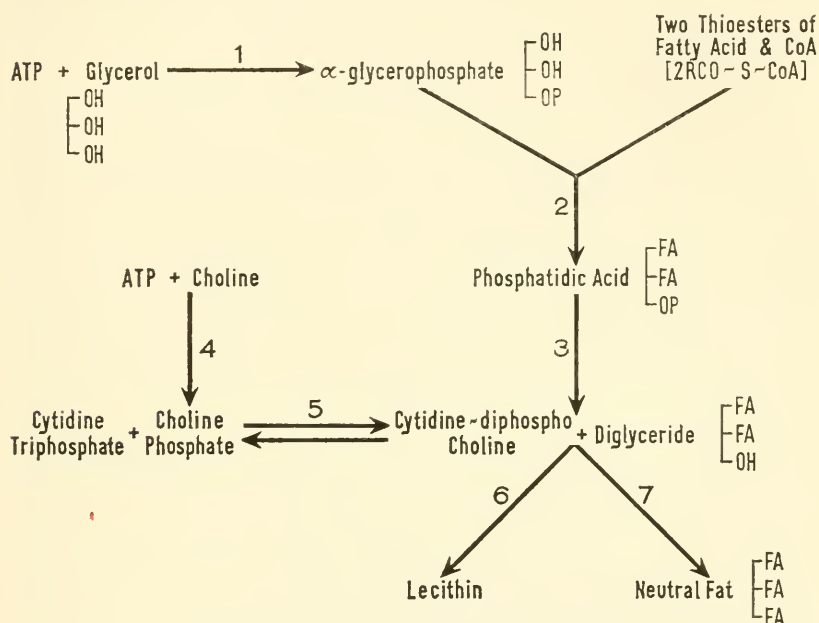 Two Thioesters of
Fatty Acid & CoA
[2RCO ~ S~CoA]
ATP + Glycerol
1
α-glycerophosphate
OH
OH
OP
OH
OH
OH
2
ATP + Choline
Phosphatidic Acid
FA
FA
OP
4
3
Cytidine
Triphosphate
+
Choline
Phosphate
5
Cytidine~diphospho
Choline
+ Diglyceride
FA
FA
OH
6
7
Lecithin
Neutral Fat
FA
FA
FA